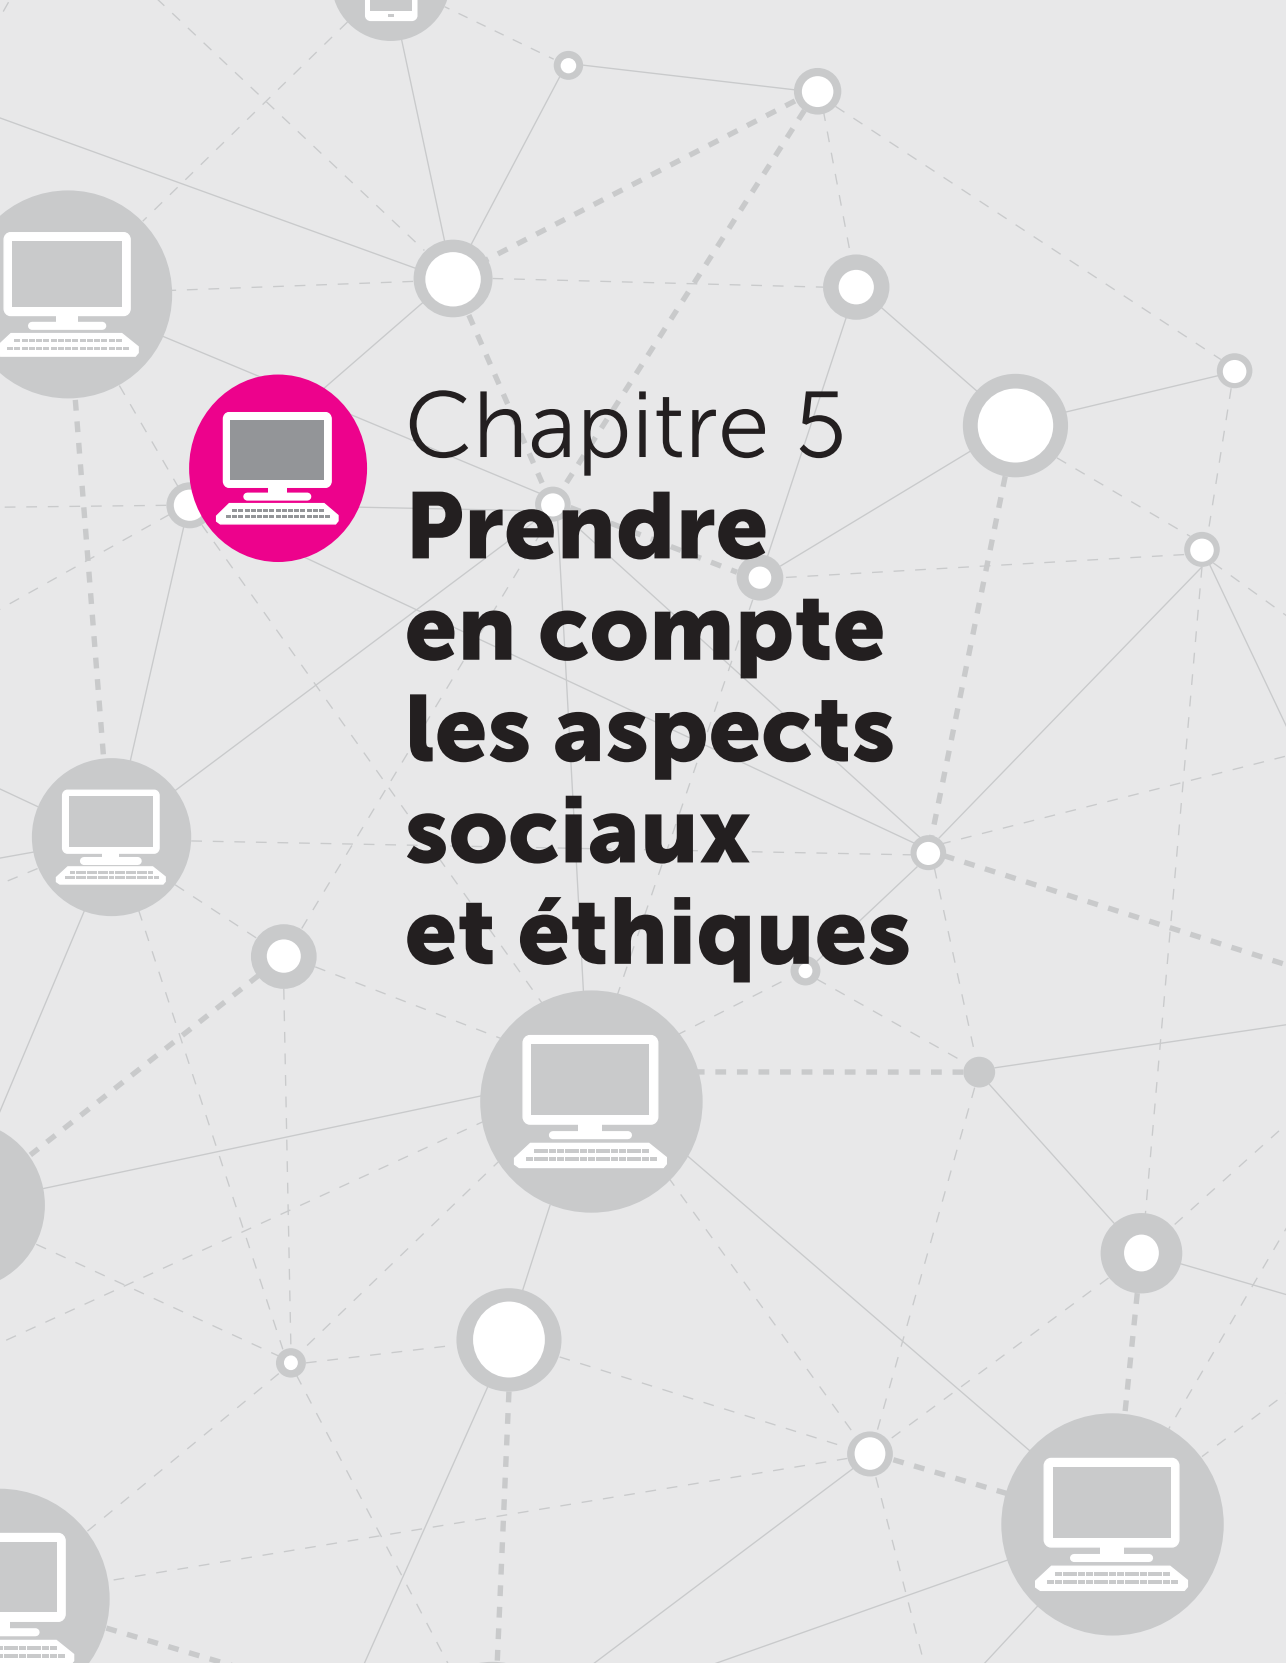 Chapitre 5
Prendre
en compte
les aspects
sociaux
et éthiques